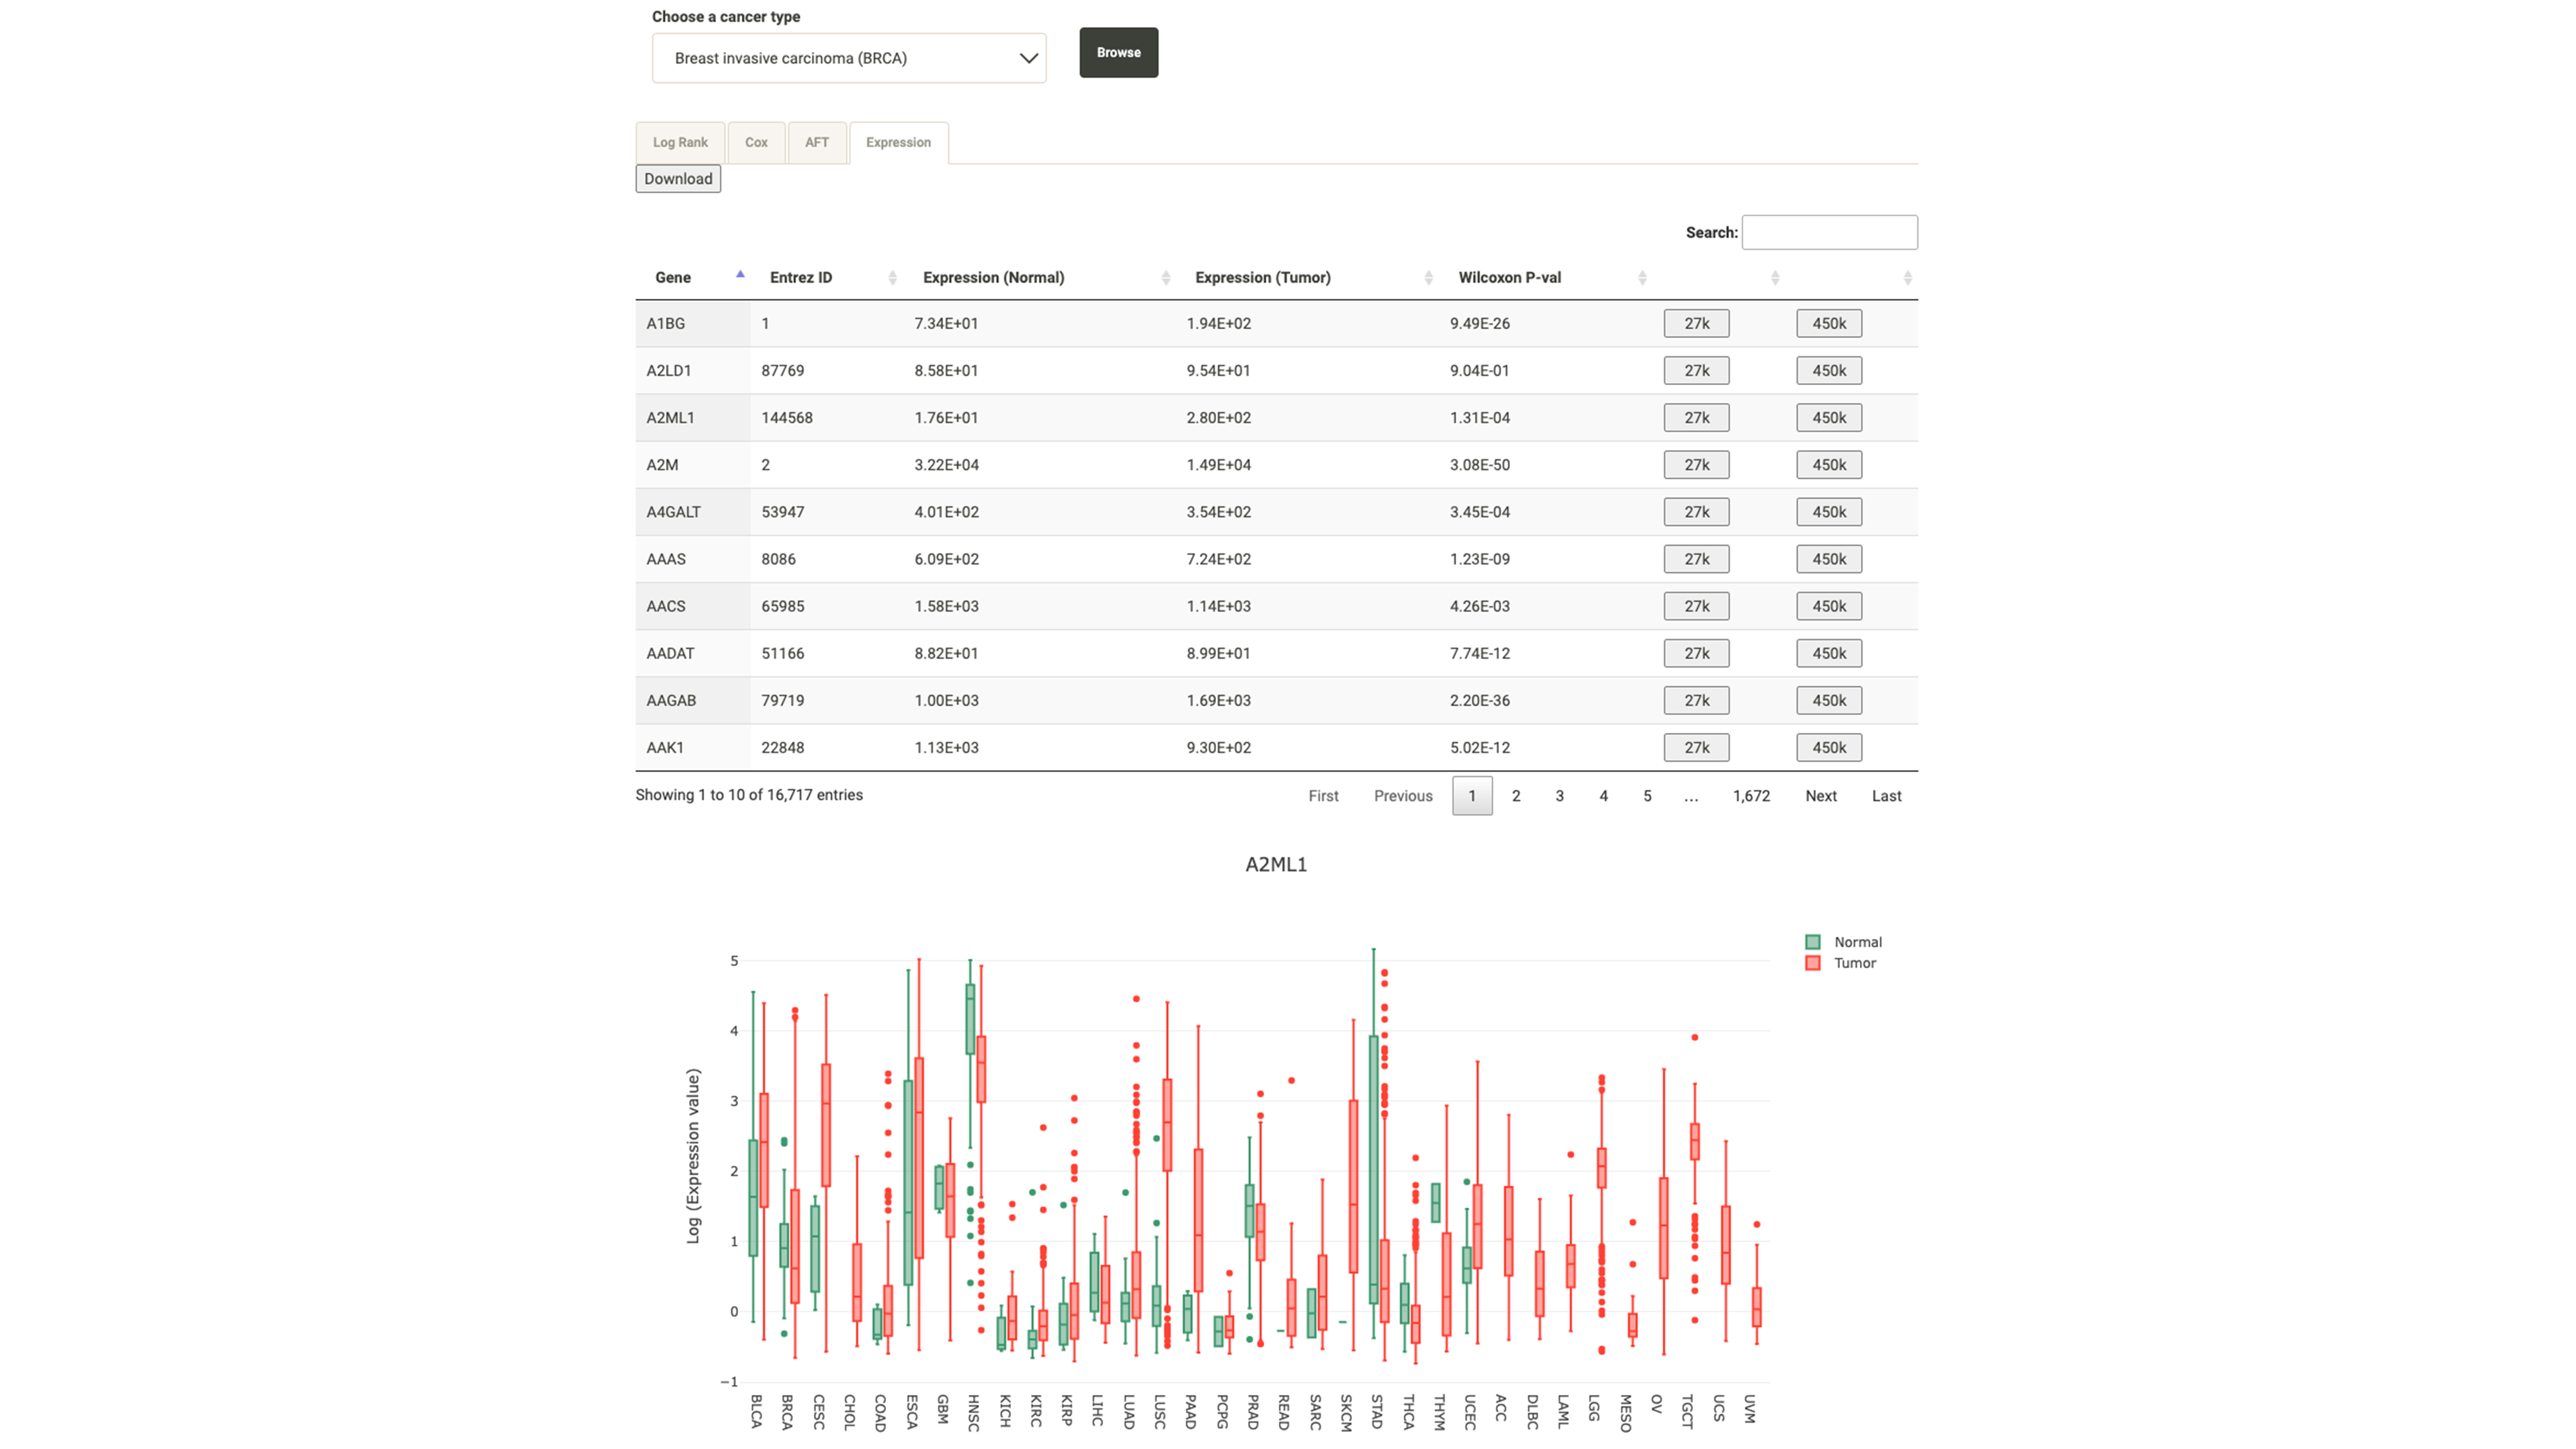 Choose a cancer type
Breast invasive carcinoma (BRCA)
Browse
Log Rank Cox AFT Expression
Download
Search:
Gene Entrez ID Expression (Normal) Expression (Tumor) Wilcoxon P-val
A1BG 1 7.34E+01 1.94E+02 9.49E-26 27k 450k
A2LD1 87769 8.58E+01 9.54E+01 9.04E-01 27k 450k
A2ML1 144568 1.76E+01 2.80E+02 1.31E-04 27k 450k
A2M 2 3.22E+04 1.49E+04 3.08E-50 27k 450k
A4GALT 53947 4.01E+02 3.54E+02 3.45E-04 27k 450k
AAAS 8086 6.09E+02 7.24E+02 1.23E-09 27k 450k
AACS 65985 1.58E+03 1.14E+03 4.26E-03 27k 450k
AADAT 51166 8.82E+01 8.99E+01 7.74E-12 27k 450k
AAGAB 79719 1.00E+03 1.69E+03 2.20E-36 27k 450k
AAK1 22848 1.13E+03 9.30E+02 5.02E-12 27k 450k
Showing 1 to 10 of 16,717 entries First Previous 1 2 3 4 5 ... 1,672 Next Last
A2ML1
Normal
Tumor
Log (Expression value)
5
4
3
2
1
0
−1
BLCA BRCA CESC CHOL COAD ESCA GBM HNSC KICH KIRC KIRP LIHC LUAD LUSC PAAD PCPG PRAD READ SARC SKCM STAD THCA THYM UCEC ACC DLBC LAML LGG MESO OV TGCT UCS UVM